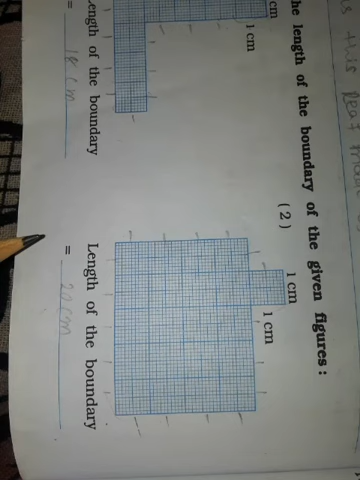 he length of the boundary of the given figures :
cm
1 cm
ength of the boundary
= 18 cm
( 2 )
1 cm
1 cm
Length of the boundary
= 20 cm